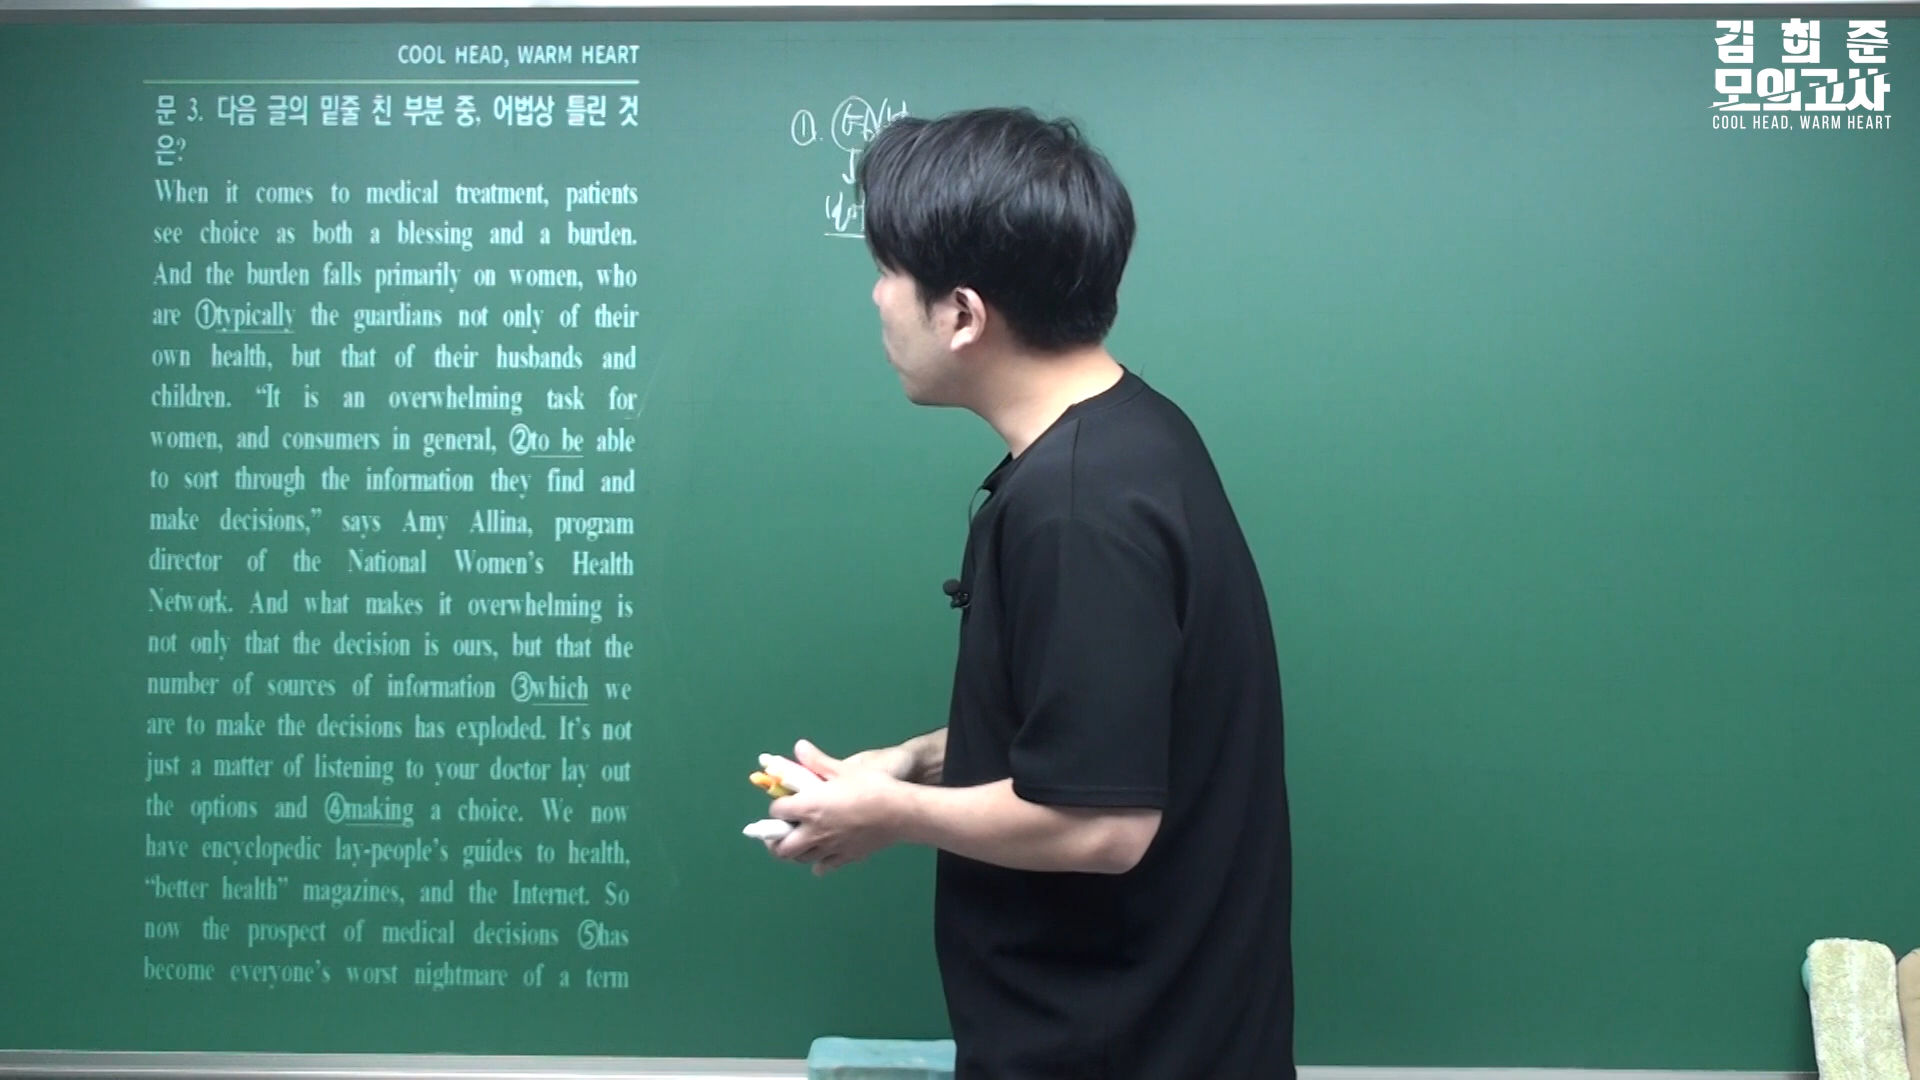 COOL HEAD, WARM HEART
문 3. 다음 글의 밑줄 친 부분 중, 어법상 틀린 것
은?
When it comes to medical treatment, patients
see choice as both a blessing and a burden.
And the burden falls primarily on women, who
are ①typically the guardians not only of their
own health, but that of their husbands and
children. “It is an overwhelming task for
women, and consumers in general, ②to be able
to sort through the information they find and
make decisions,” says Amy Allina, program
director of the National Women’s Health
Network. And what makes it overwhelming is
not only that the decision is ours, but that the
number of sources of information ③which we
are to make the decisions has exploded. It’s not
just a matter of listening to your doctor lay out
the options and ④making a choice. We now
have encyclopedic lay-people’s guides to health,
“better health” magazines, and the Internet. So
now the prospect of medical decisions ⑤has
become everyone’s worst nightmare of a term
①.
김희준
모의고사
COOL HEAD, WARM HEART